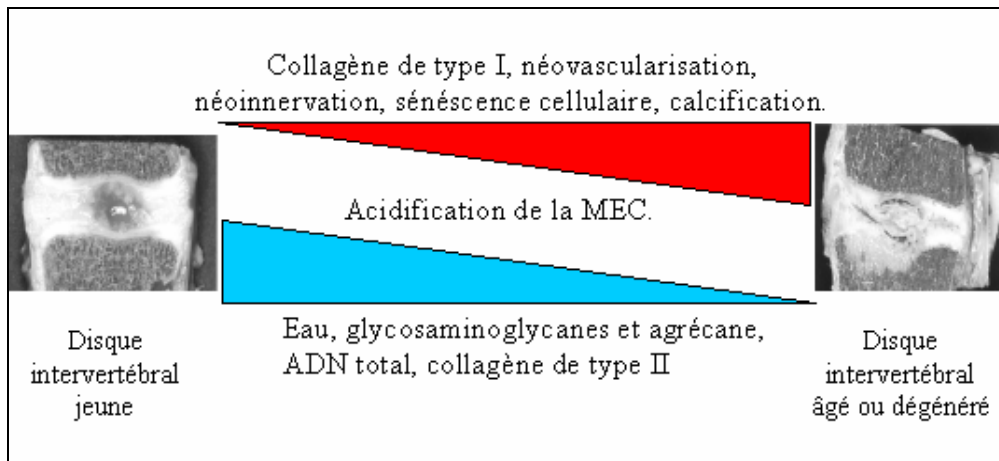 Collagène de type I, néovascularisation,
néoinnervation, sénéscence cellulaire, calcification.
Acidification de la MEC.
Eau, glycosaminoglycanes et agrécane,
ADN total, collagène de type II
Disque
intervertébral
jeune
Disque
intervertébral
âgé ou dégénéré